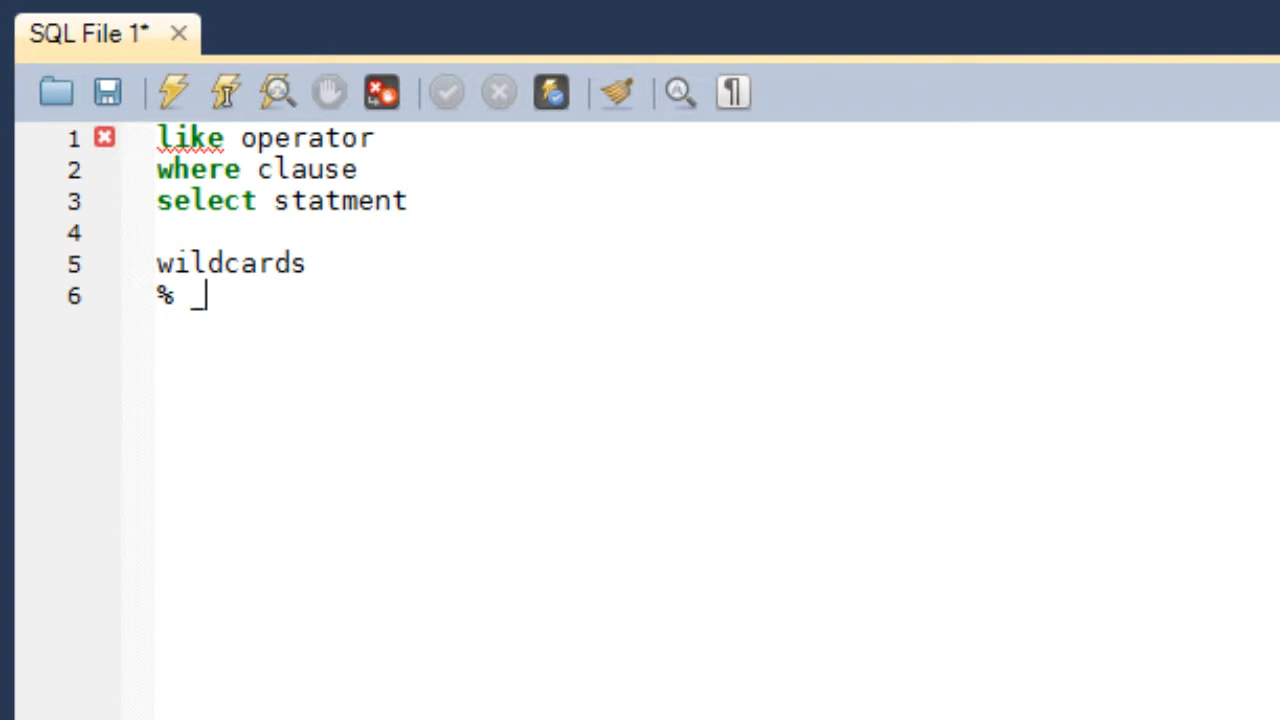 SQL File 1*
1 like operator
2 where clause
3 select statment
4
5 wildcards
6 % _